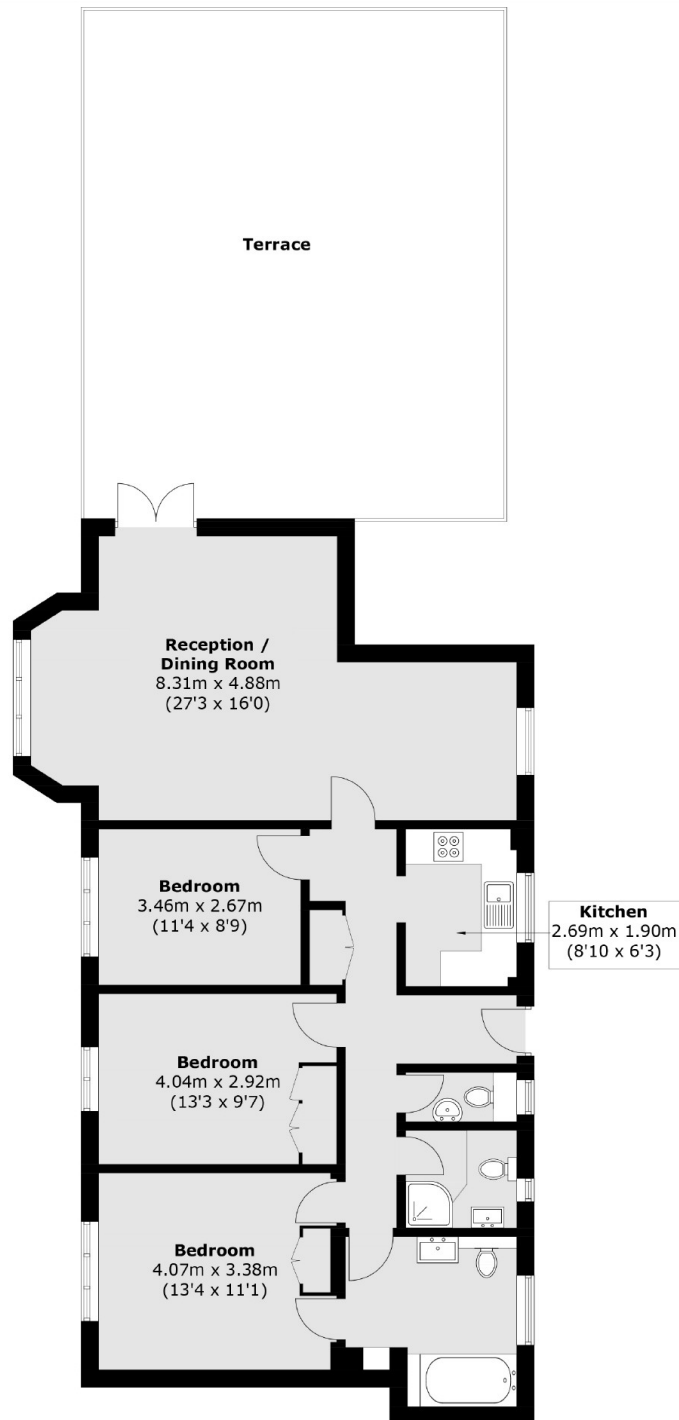 Terrace
Reception /
Dining Room
8.31m x 4.88m
(27'3 x 16'0)
Bedroom
3.46m x 2.67m
(11'4 x 8'9)
Kitchen
2.69m x 1.90m
(8'10 x 6'3)
Bedroom
4.04m x 2.92m
(13'3 x 9'7)
Bedroom
4.07m x 3.38m
(13'4 x 11'1)